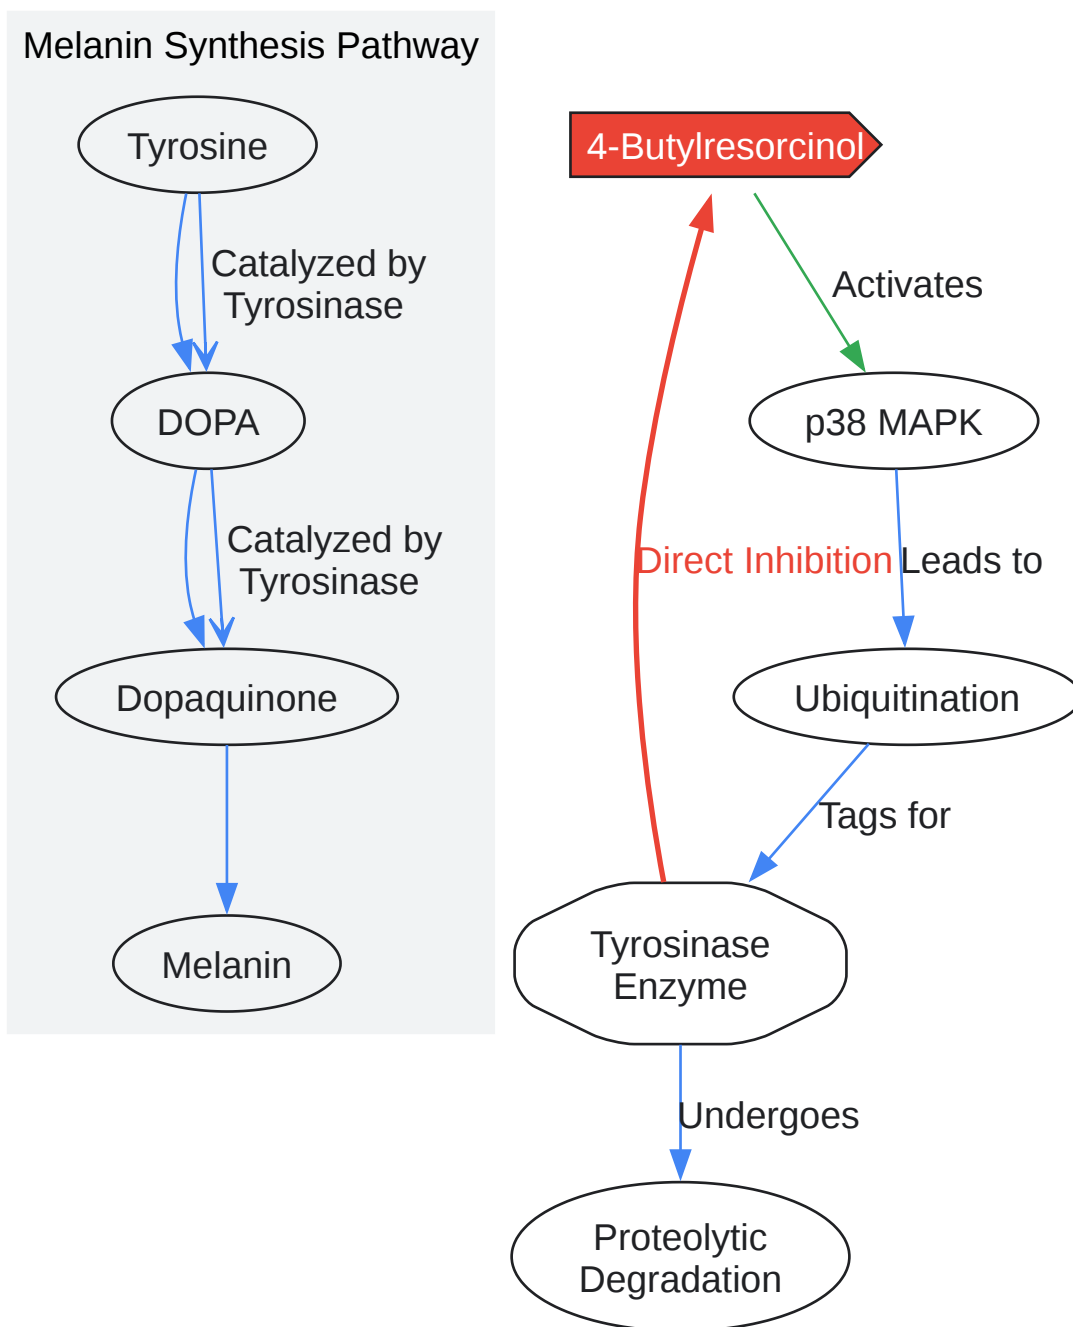 Melanin Synthesis Pathway
Tyrosine
4-Butylresorcinol
Catalyzed by
Tyrosinase
Activates
DOPA
p38 MAPK
Catalyzed by
Tyrosinase
Direct Inhibition
Leads to
Dopaquinone
Ubiquitination
Tags for
Melanin
Tyrosinase
Enzyme
Undergoes
Proteolytic
Degradation